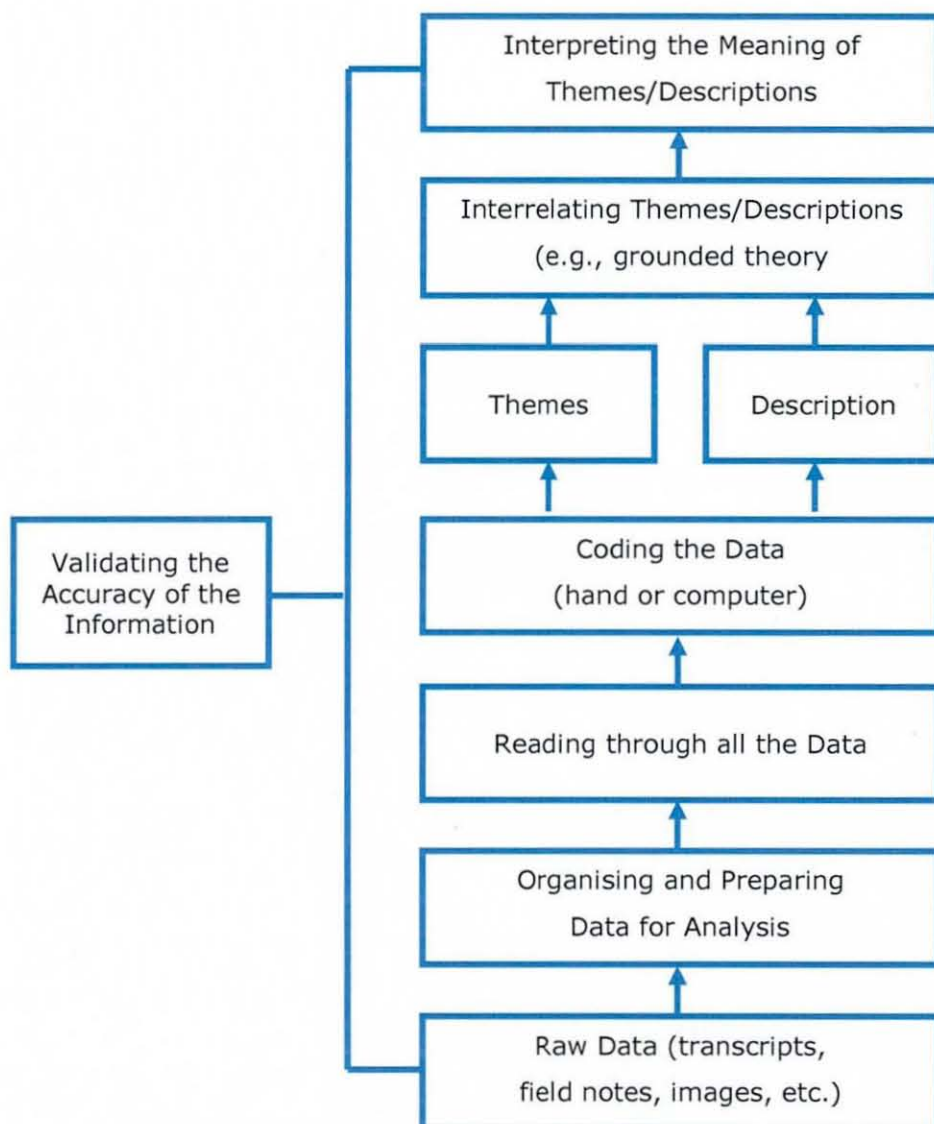 Interpreting the Meaning of
Themes/Descriptions
Interrelating Themes/Descriptions
(e.g., grounded theory
Themes
Description
Validating the
Accuracy of the
Information
Coding the Data
(hand or computer)
Reading through all the Data
Organising and Preparing
Data for Analysis
Raw Data (transcripts,
field notes, images, etc.)